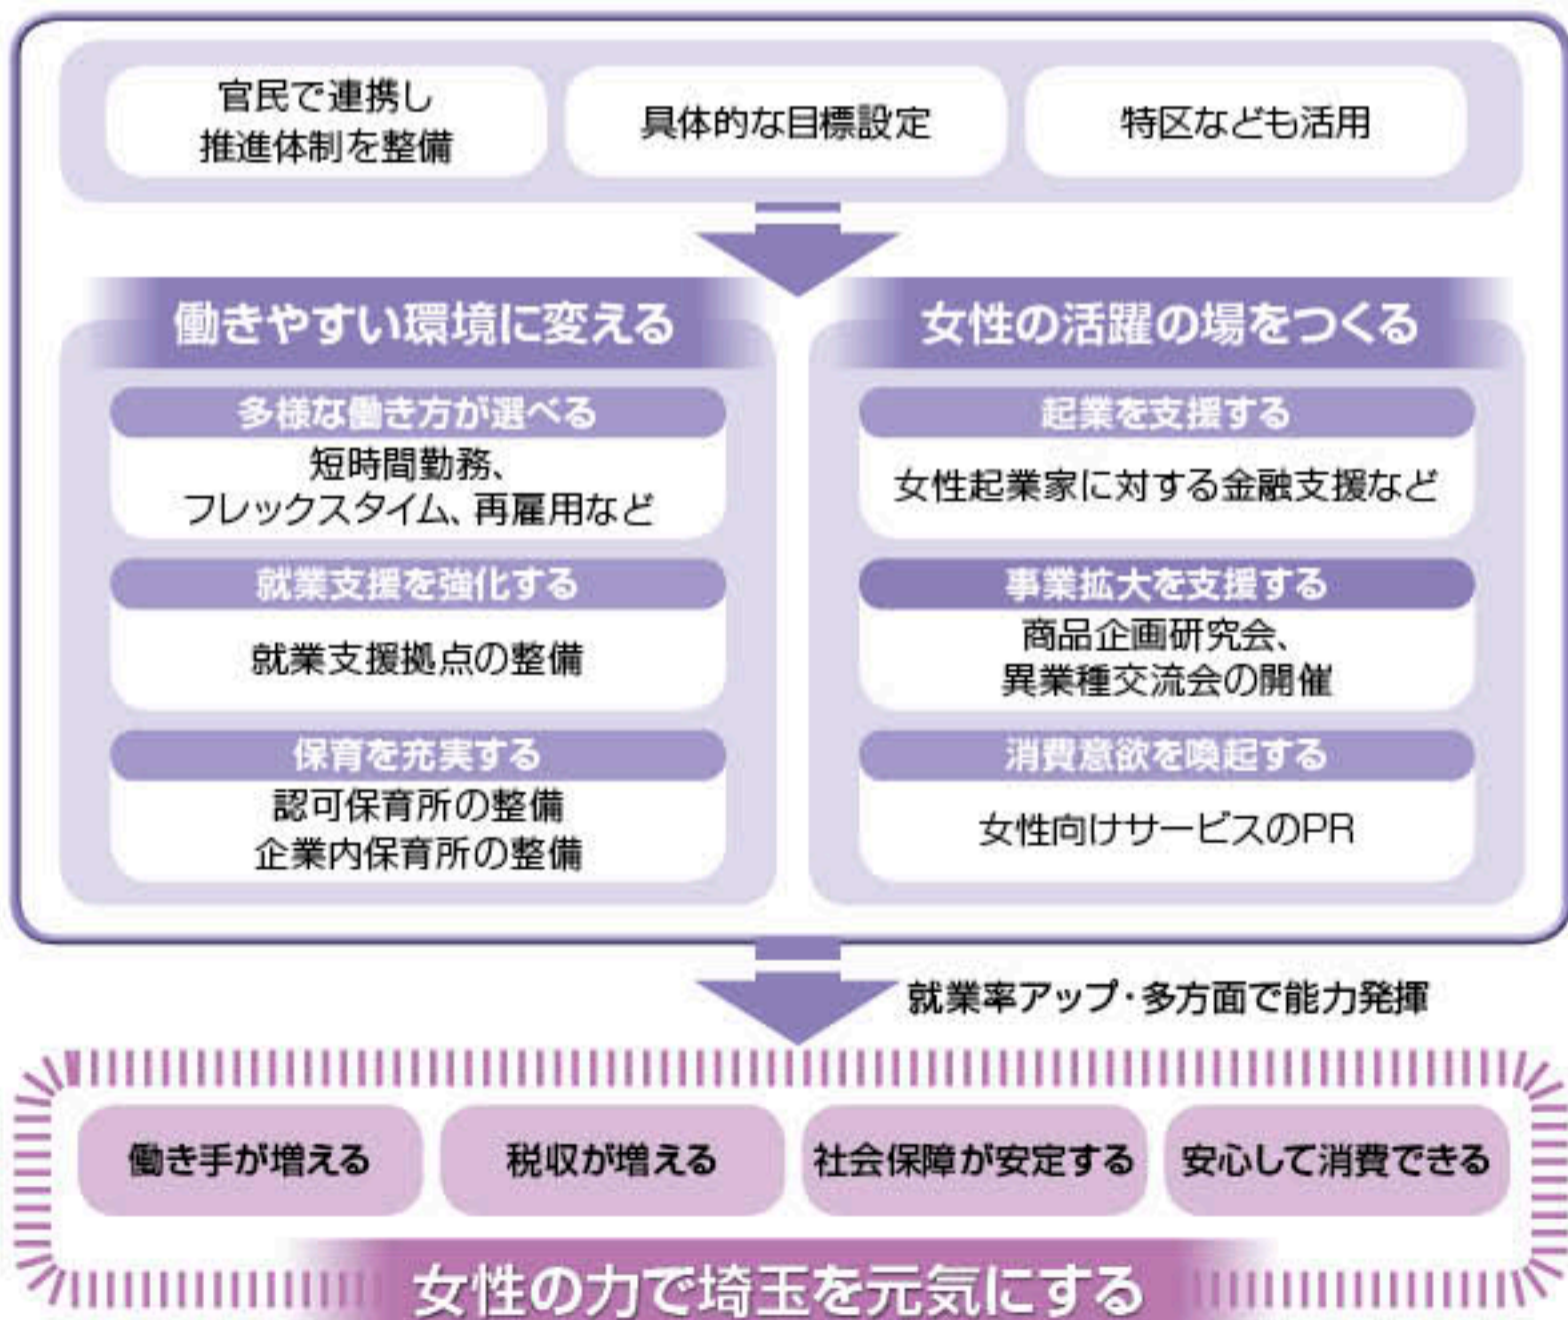 官民で連携し
推進体制を整備
具体的な目標設定
特区なども活用
働きやすい環境に変える
多様な働き方が選べる
短時間勤務、
フレックスタイム、再雇用など
就業支援を強化する
就業支援拠点の整備
保育を充実する
認可保育所の整備
企業内保育所の整備
女性の活躍の場をつくる
起業を支援する
女性起業家に対する金融支援など
事業拡大を支援する
商品企画研究会、
異業種交流会の開催
消費意欲を喚起する
女性向けサービスのPR
就業率アップ・多方面で能力発揮
働き手が増える
税収が増える
社会保障が安定する
安心して消費できる
女性の力で埼玉を元気にする